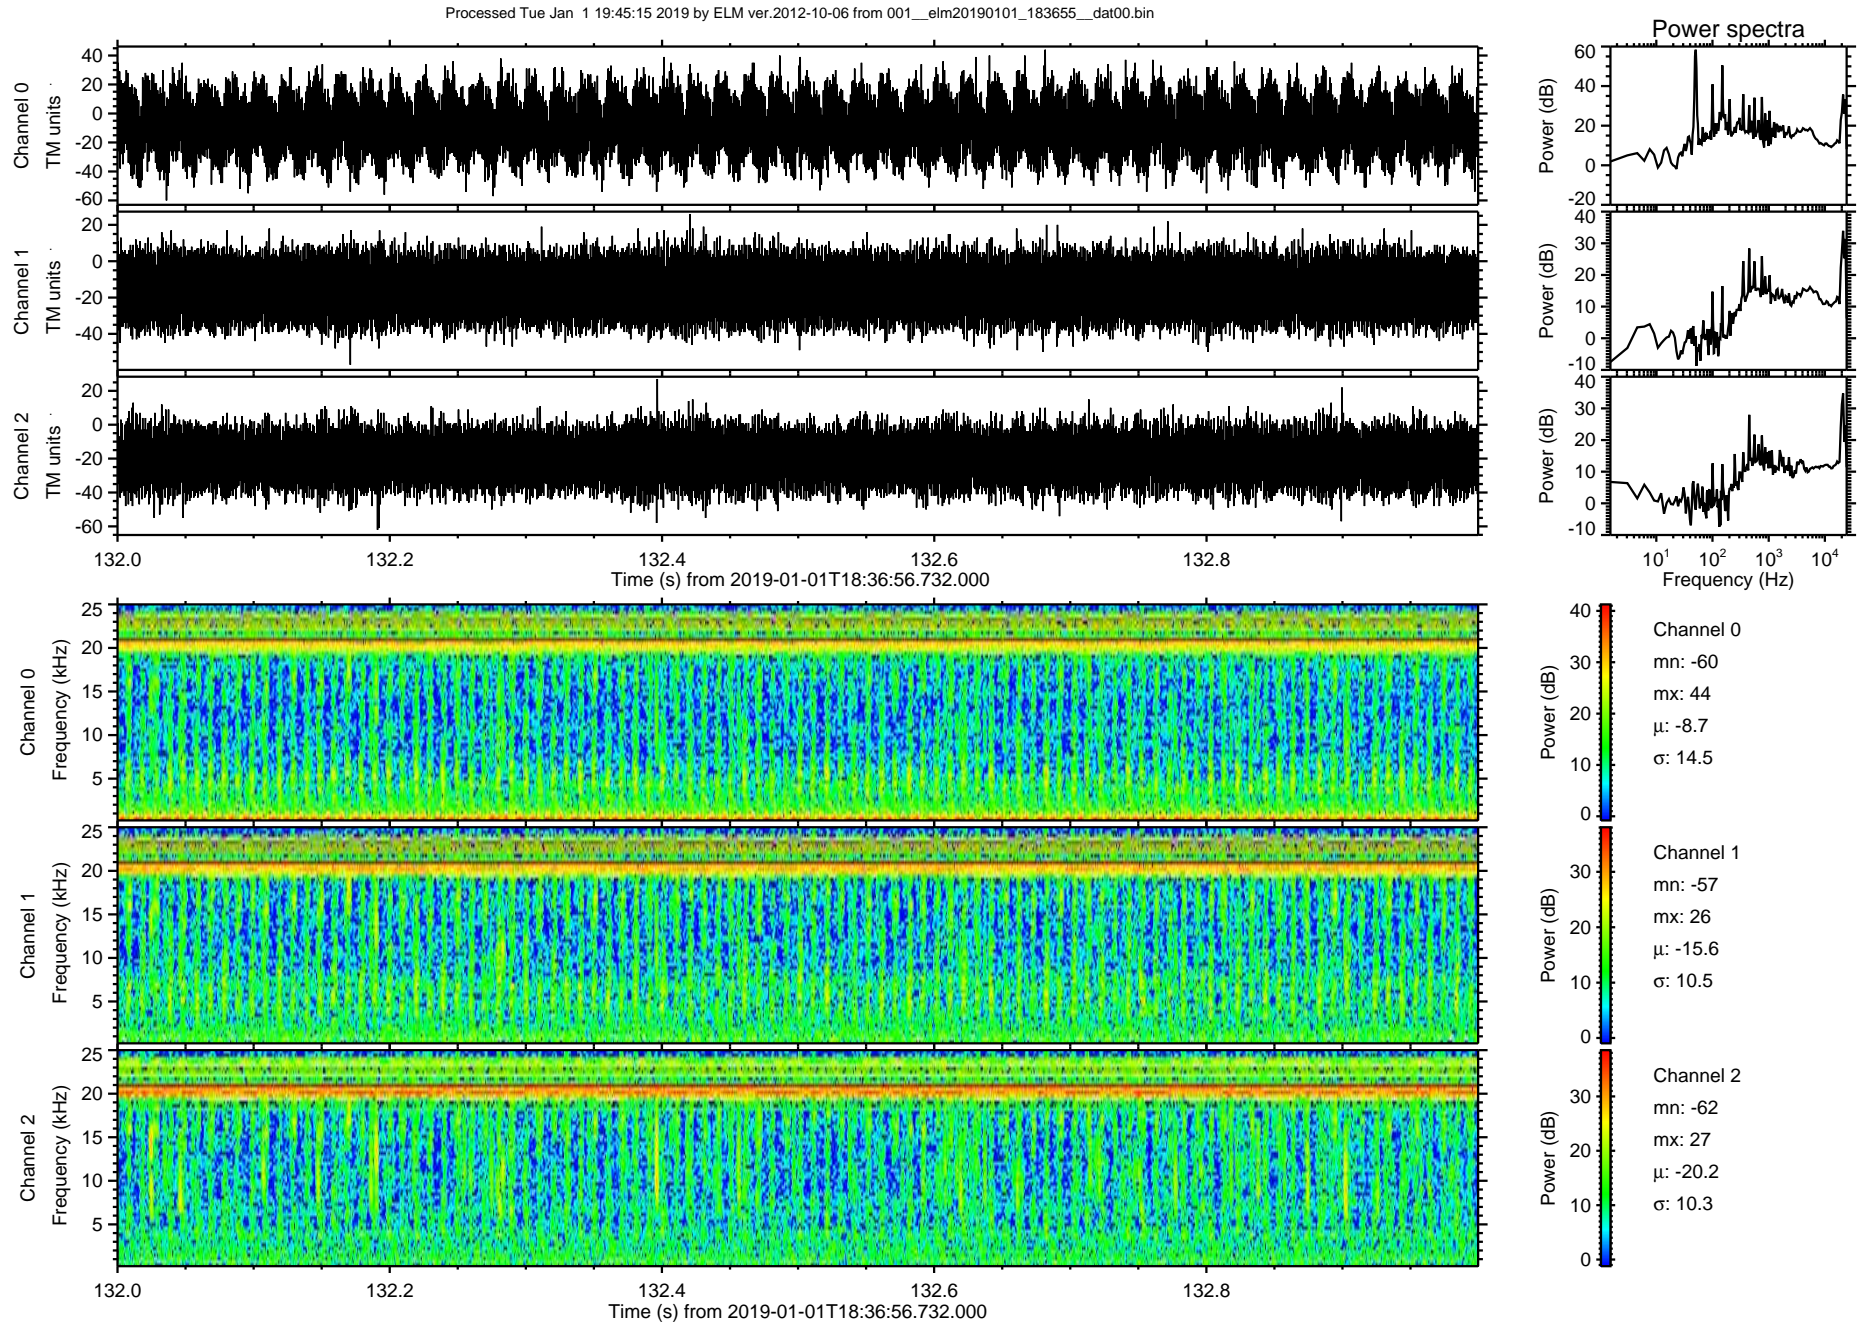 Processed Tue Jan  1 19:45:15 2019 by ELM ver.2012-10-06 from 001__elm20190101_183655__dat00.bin
Power spectra
Channel 0
TM units
40
20
0
-20
-40
-60
Power (dB)
60
40
20
0
-20
Channel 1
TM units
20
0
-20
-40
Power (dB)
40
30
20
10
0
-10
Channel 2
TM units
20
0
-20
-40
-60
Power (dB)
40
30
20
10
0
-10
132.0 132.2 132.4 132.6 132.8
Time (s) from 2019-01-01T18:36:56.732.000
10^1 10^2 10^3 10^4
Frequency (Hz)
Channel 0
Frequency (kHz)
25
20
15
10
5
Power (dB)
40
30
20
10
0
Channel 0
mn: -60
mx: 44
μ: -8.7
σ: 14.5
Channel 1
Frequency (kHz)
25
20
15
10
5
Power (dB)
30
20
10
0
Channel 1
mn: -57
mx: 26
μ: -15.6
σ: 10.5
Channel 2
Frequency (kHz)
25
20
15
10
5
Power (dB)
30
20
10
0
Channel 2
mn: -62
mx: 27
μ: -20.2
σ: 10.3
132.0 132.2 132.4 132.6 132.8
Time (s) from 2019-01-01T18:36:56.732.000